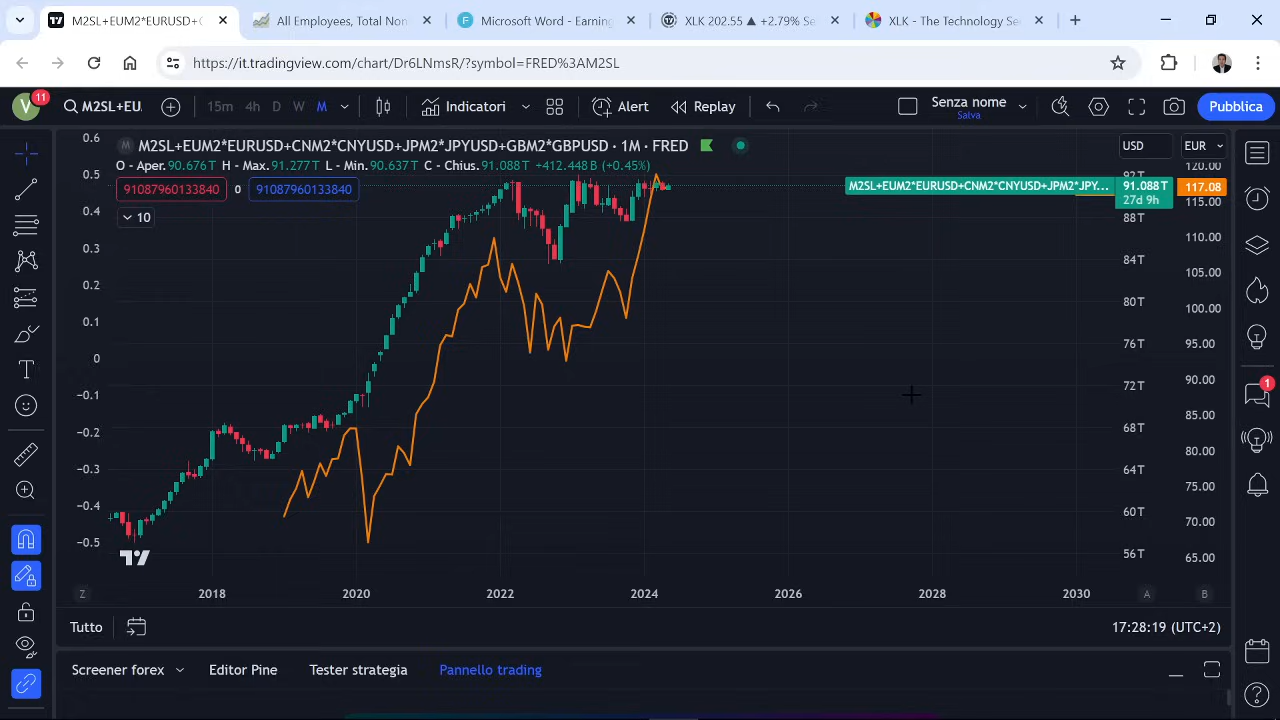 M2SL+EUM2*EURUSD+C
All Employees, Total Non
Microsoft Word - Earning
XLK 202.55 ▲ +2.79% Se
XLK - The Technology Se
https://it.tradingview.com/chart/Dr6LNmsR/?symbol=FRED%3AM2SL
V
11
M2SL+EU.
15m
4h
D
W
M
Indicatori
Alert
Replay
Senza nome
Salva
Pubblica
M2SL+EUM2*EURUSD+CNM2*CNYUSD+JPM2*JPYUSD+GBM2*GBPUSD · 1M · FRED
O - Aper. 90.676 T H - Max. 91.277 T L - Min. 90.637 T C - Chius. 91.088 T +412.448 B (+0.45%)
91087960133840
0
91087960133840
10
USD
EUR
M2SL+EUM2*EURUSD+CNM2*CNYUSD+JPM2*JPY...
91.088 T
27d 9h
117.08
0.6
0.5
0.4
0.3
0.2
0.1
0
−0.1
−0.2
−0.3
−0.4
−0.5
92 T
88 T
84 T
80 T
76 T
72 T
68 T
64 T
60 T
56 T
120.00
115.00
110.00
105.00
100.00
95.00
90.00
85.00
80.00
75.00
70.00
65.00
1
Z
2018
2020
2022
2024
2026
2028
2030
A
B
Tutto
17:28:19 (UTC+2)
Screener forex
Editor Pine
Tester strategia
Pannello trading